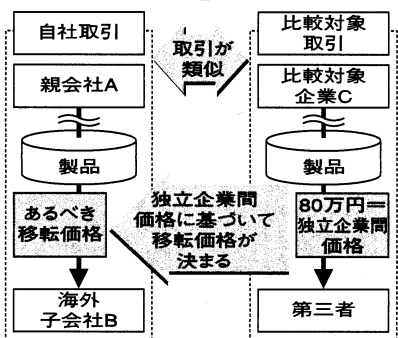 自社取引
親会社A
製品
あるべき
移転価格
海外
子会社B
取引が
類似
独立企業間
価格に基づいて
移転価格が
決まる
比較対象
取引
比較対象
企業C
製品
80万円＝
独立企業間
価格
第三者